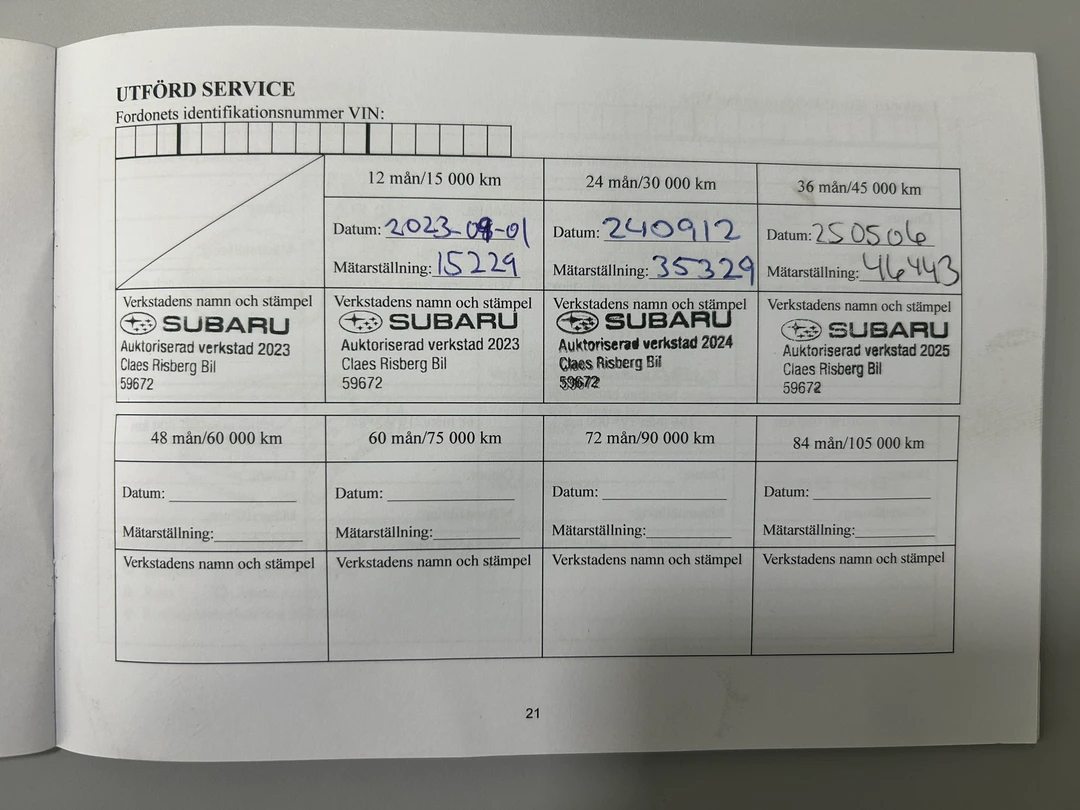 UTFÖRD SERVICE
Fordonets identifikationsnummer VIN:
12 mån/15 000 km
24 mån/30 000 km
36 mån/45 000 km
Datum: 2023-09-01
Mätarställning: 15229
Datum: 240912
Mätarställning: 35329
Datum: 250506
Mätarställning: 46443
Verkstadens namn och stämpel
SUBARU
Auktoriserad verkstad 2023
Claes Risberg Bil
59672
Verkstadens namn och stämpel
SUBARU
Auktoriserad verkstad 2023
Claes Risberg Bil
59672
Verkstadens namn och stämpel
SUBARU
Auktoriserad verkstad 2024
Claes Risberg Bil
59672
Verkstadens namn och stämpel
SUBARU
Auktoriserad verkstad 2025
Claes Risberg Bil
59672
48 mån/60 000 km
60 mån/75 000 km
72 mån/90 000 km
84 mån/105 000 km
Datum:
Mätarställning:
Datum:
Mätarställning:
Datum:
Mätarställning:
Datum:
Mätarställning:
Verkstadens namn och stämpel
Verkstadens namn och stämpel
Verkstadens namn och stämpel
Verkstadens namn och stämpel
21